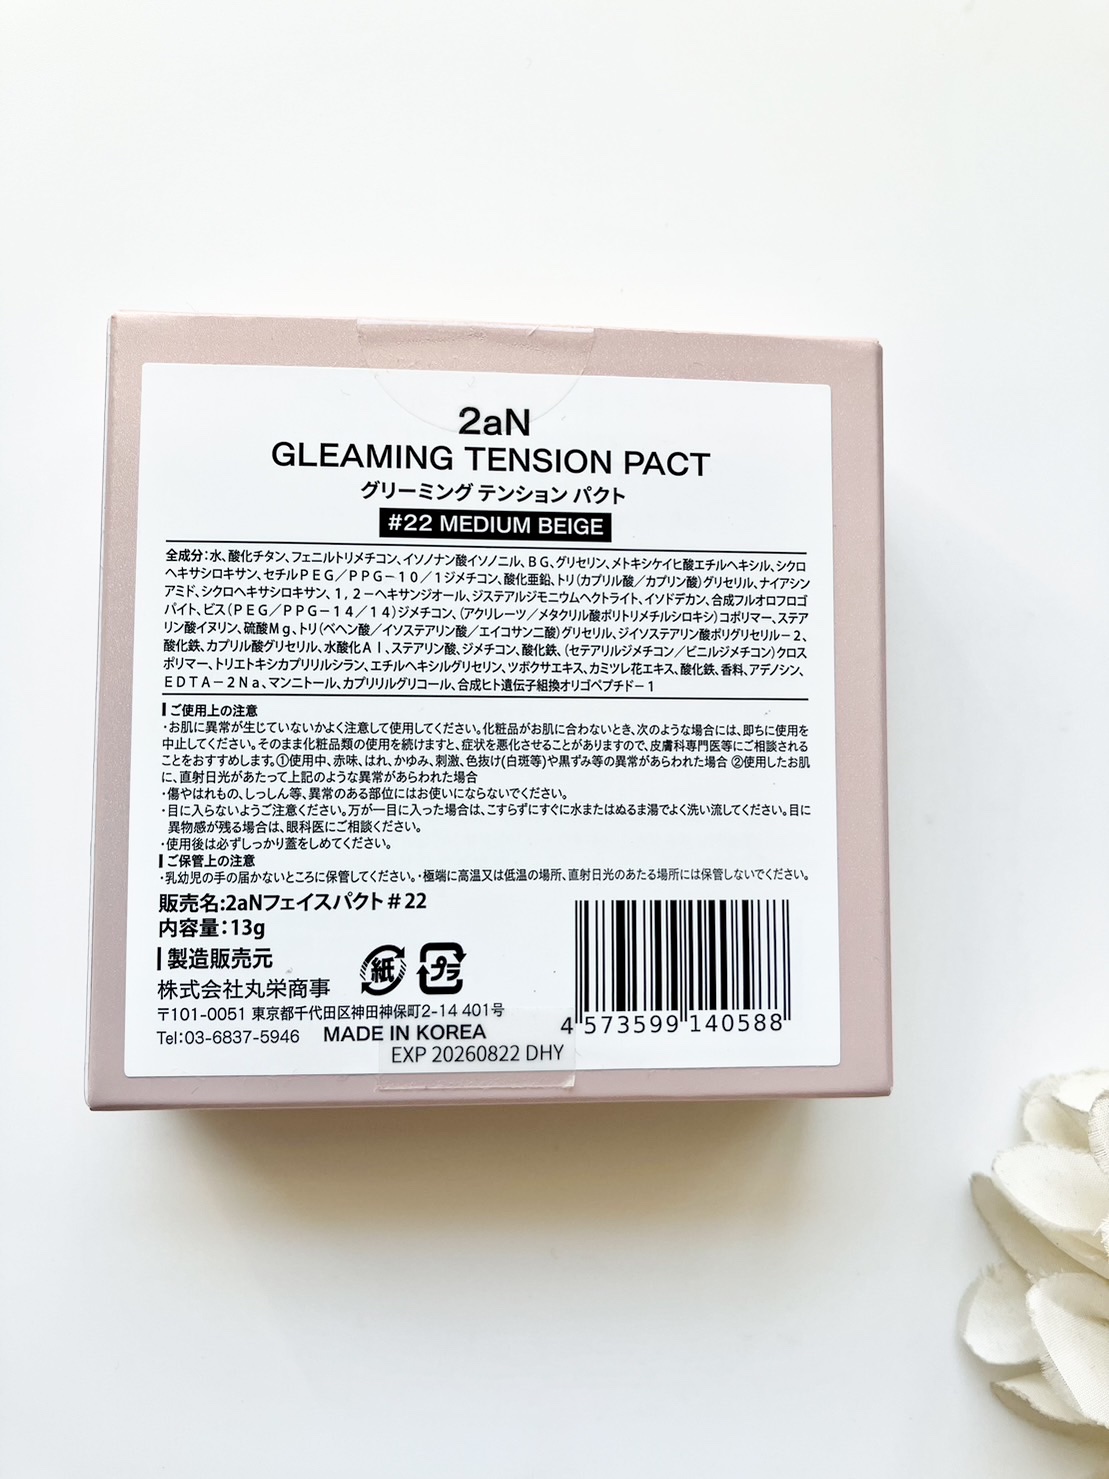 2aN
GLEAMING TENSION PACT
グリーミング テンション パクト
#22 MEDIUM BEIGE
全成分：水、酸化チタン、フェニルトリメチコン、イソノナン酸イソノニル、ＢＧ、グリセリン、メトキシケイヒ酸エチルヘキシル、シクロ
ヘキサシロキサン、セチルＰＥＧ／ＰＰＧ－１０／１ジメチコン、酸化亜鉛、トリ（カプリル酸／カプリン酸）グリセリル、ナイアシン
アミド、シクロヘキサシロキサン、１，２－ヘキサンジオール、ジステアルジモニウムヘクトライト、イソドデカン、合成フルオロフロゴ
パイト、ビス（ＰＥＧ／ＰＰＧ－１４／１４）ジメチコン、（アクリレーツ／メタクリル酸ポリトリメチルシロキシ）コポリマー、ステア
リン酸イヌリン、硫酸Ｍｇ、トリ（ベヘン酸／イソステアリン酸／エイコサン二酸）グリセリル、ジイソステアリン酸ポリグリセリル－２、
酸化鉄、カプリル酸グリセリル、水酸化Ａｌ、ステアリン酸、ジメチコン、酸化鉄、（セテアリルジメチコン／ビニルジメチコン）クロス
ポリマー、トリエトキシカプリリルシラン、エチルヘキシルグリセリン、ツボクサエキス、カミツレ花エキス、酸化鉄、香料、アデノシン、
ＥＤＴＡ－２Ｎａ、マンニトール、カプリリルグリコール、合成ヒト遺伝子組換オリゴペプチド－１
ご使用上の注意
・お肌に異常が生じていないかよく注意して使用してください。化粧品がお肌に合わないとき、次のような場合には、即ちに使用を
中止してください。そのまま化粧品類の使用を続けますと、症状を悪化させることがありますので、皮膚科専門医等にご相談される
ことをおすすめします。①使用中、赤味、はれ、かゆみ、刺激、色抜け(白斑等)や黒ずみ等の異常があらわれた場合 ②使用したお肌
に、直射日光があたって上記のような異常があらわれた場合
・傷やはれもの、しっしん等、異常のある部位にはお使いにならないでください。
・目に入らないようご注意ください。万が一目に入った場合は、こすらずにすぐに水またはぬるま湯でよく洗い流してください。目に
異物感が残る場合は、眼科医にご相談ください。
・使用後は必ずしっかり蓋をしめてください。
ご保管上の注意
・乳幼児の手の届かないところに保管してください。・極端に高温又は低温の場所、直射日光のあたる場所には保管しないでください。
販売名：2aNフェイスパクト＃22
内容量：13g
製造販売元
紙
プラ
株式会社丸栄商事
〒101-0051 東京都千代田区神田神保町2-14 401号
Tel：03-6837-5946 MADE IN KOREA
4 573599 140588
EXP 20260822 DHY